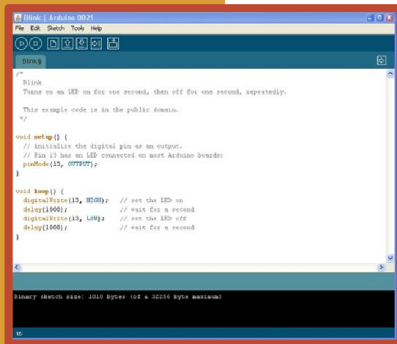 Blink | Arduino 0021
File Edit Sketch Tools Help
Blink§
/*
Blink
Turns on an LED on for one second, then off for one second, repeatedly.
This example code is in the public domain.
*/
void setup() {
// initialize the digital pin as an output.
// Pin 13 has an LED connected on most Arduino boards:
pinMode(13, OUTPUT);
}
void loop() {
digitalWrite(13, HIGH); // set the LED on
delay(1000); // wait for a second
digitalWrite(13, LOW); // set the LED off
delay(1000); // wait for a second
}
Binary sketch size: 1018 bytes (of a 32256 byte maximum)